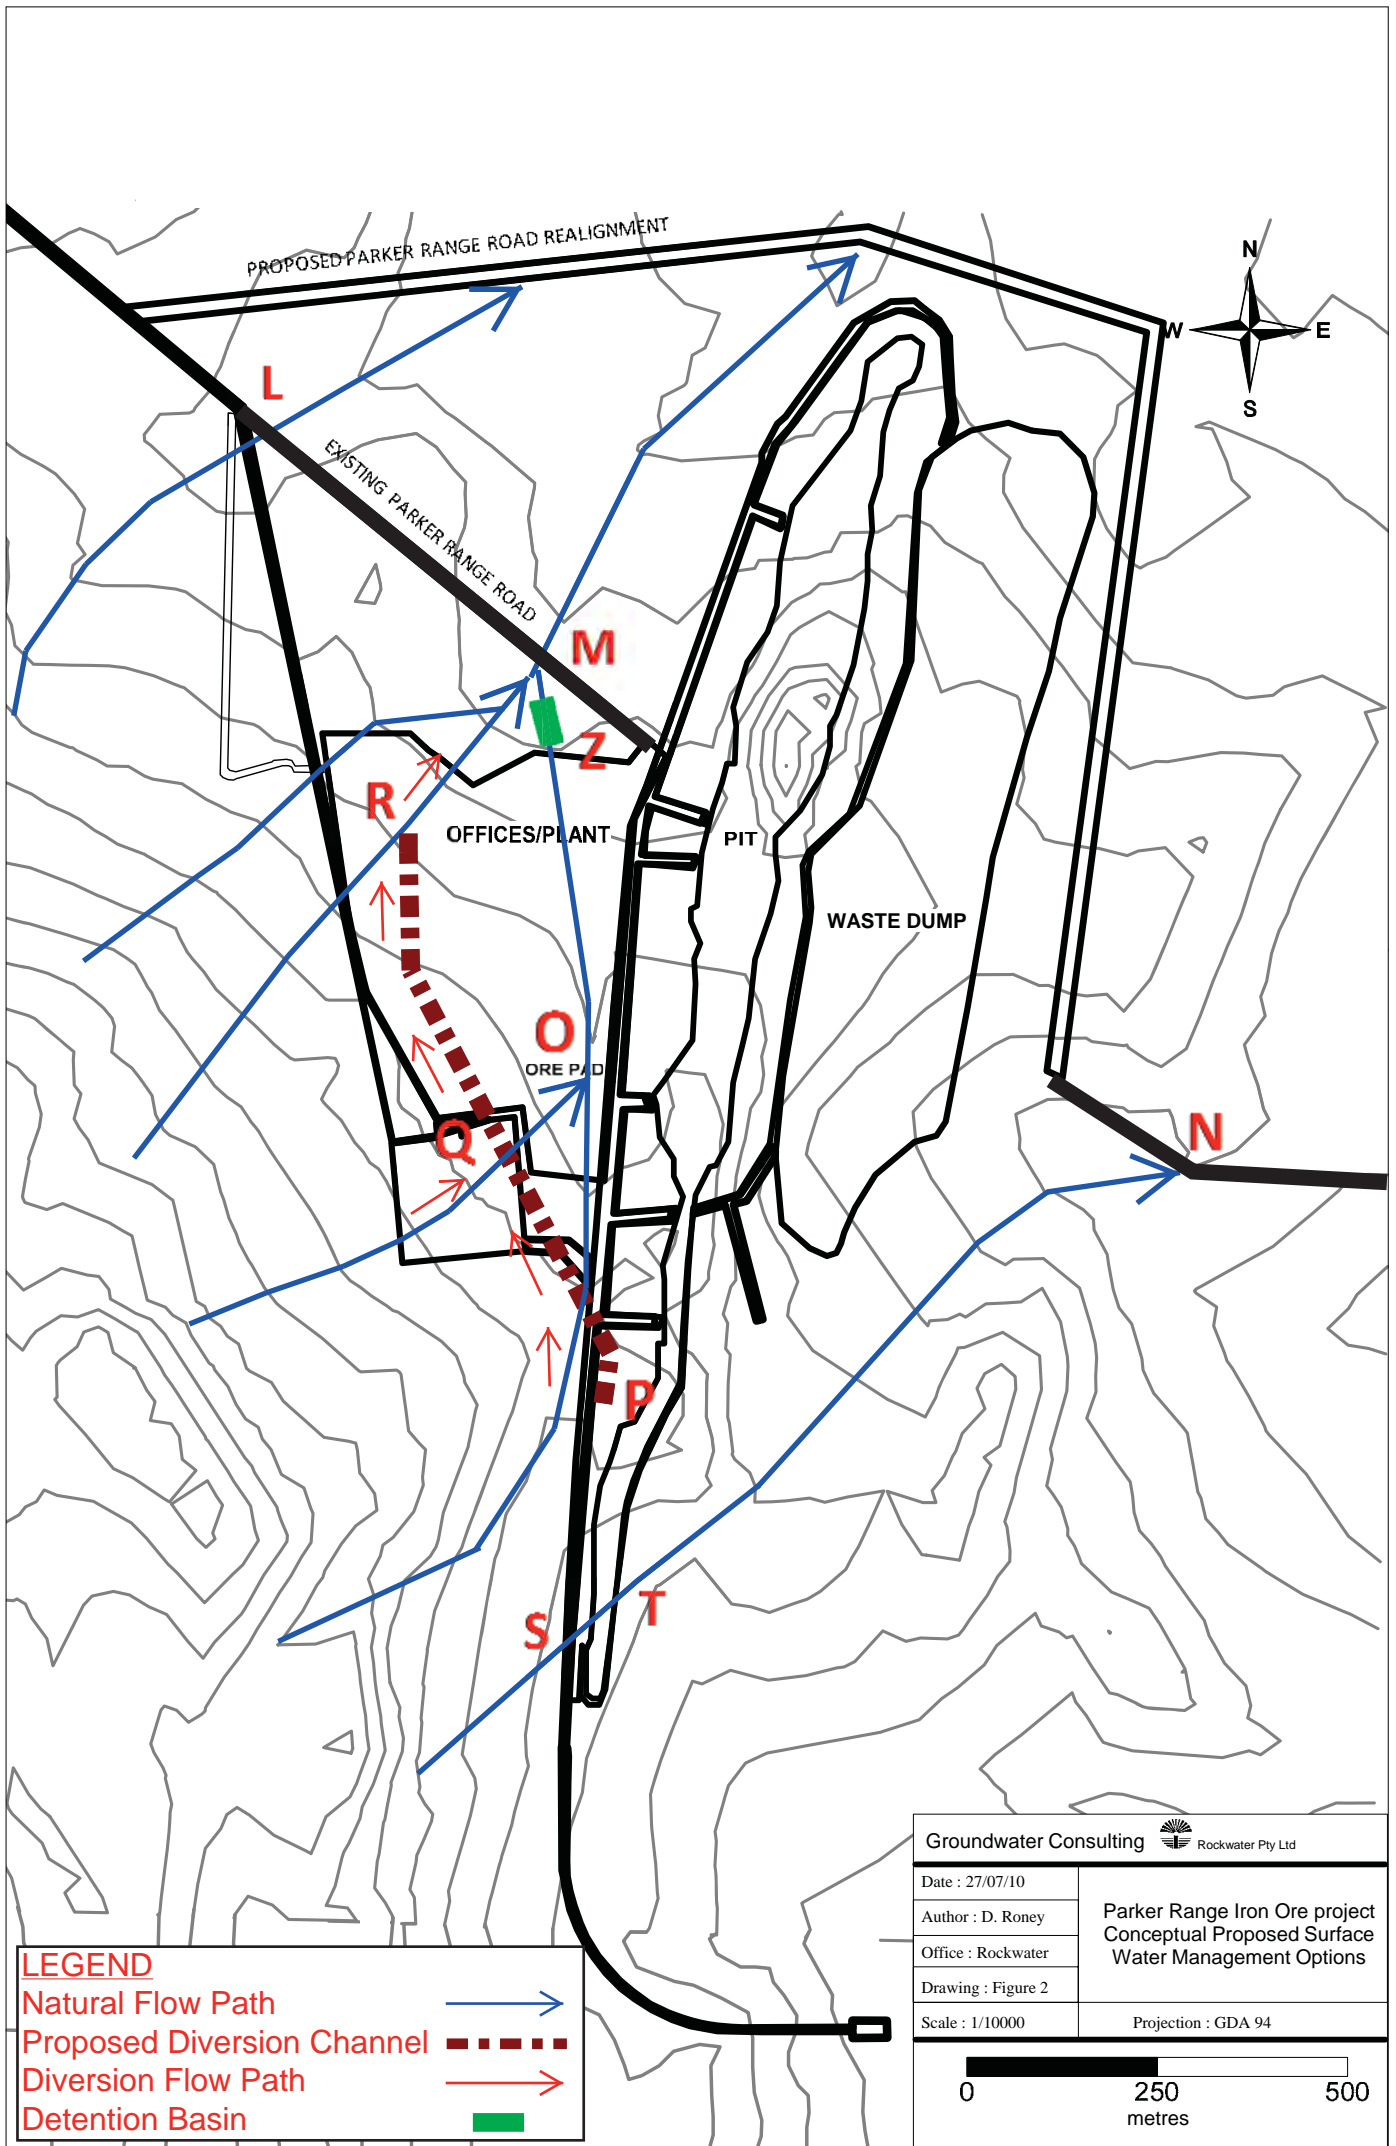 PROPOSED PARKER RANGE ROAD REALIGNMENT
N
W
E
S
L
EXISTING PARKER RANGE ROAD
M
Z
R
OFFICES/PLANT
PIT
WASTE DUMP
O
ORE PAD
Q
N
P
S
T
Groundwater Consulting
Rockwater Pty Ltd
Date : 27/07/10
Author : D. Roney
Office : Rockwater
Drawing : Figure 2
Scale : 1/10000
Parker Range Iron Ore project
Conceptual Proposed Surface
Water Management Options
Projection : GDA 94
0 250 500
metres
LEGEND
Natural Flow Path
Proposed Diversion Channel
Diversion Flow Path
Detention Basin